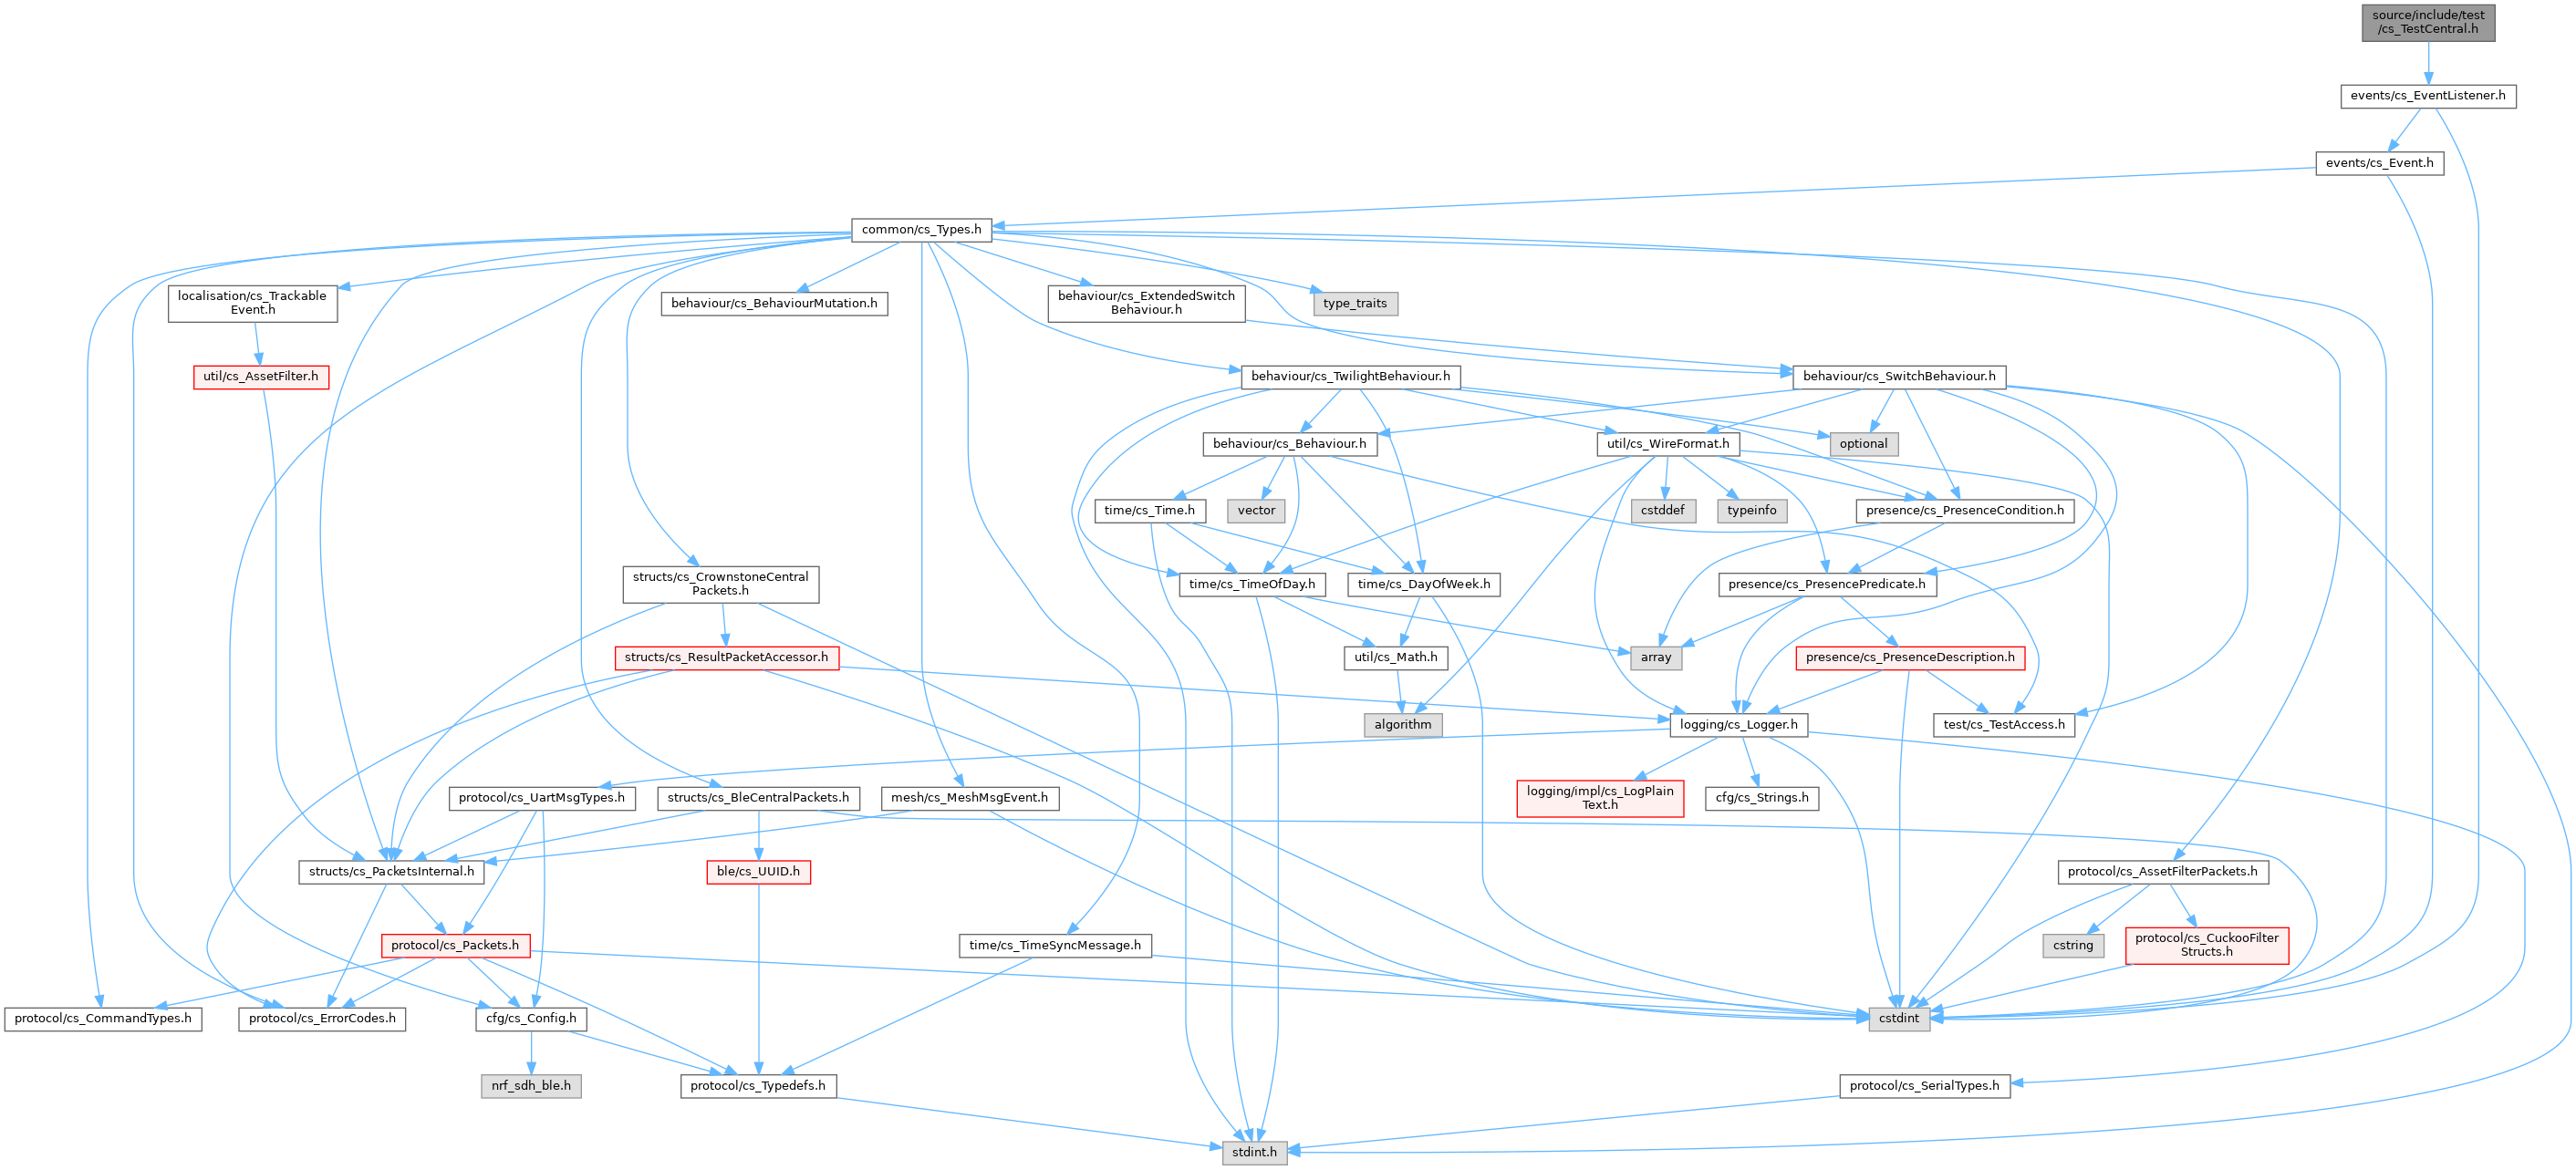 source/include/test
/cs_TestCentral.h
events/cs_EventListener.h
events/cs_Event.h
common/cs_Types.h
localisation/cs_Trackable
Event.h
behaviour/cs_BehaviourMutation.h
behaviour/cs_ExtendedSwitch
Behaviour.h
type_traits
util/cs_AssetFilter.h
behaviour/cs_TwilightBehaviour.h
behaviour/cs_SwitchBehaviour.h
behaviour/cs_Behaviour.h
util/cs_WireFormat.h
optional
time/cs_Time.h
vector
cstddef
typeinfo
presence/cs_PresenceCondition.h
structs/cs_CrownstoneCentral
Packets.h
time/cs_TimeOfDay.h
time/cs_DayOfWeek.h
presence/cs_PresencePredicate.h
structs/cs_ResultPacketAccessor.h
util/cs_Math.h
array
presence/cs_PresenceDescription.h
algorithm
logging/cs_Logger.h
test/cs_TestAccess.h
protocol/cs_UartMsgTypes.h
structs/cs_BleCentralPackets.h
mesh/cs_MeshMsgEvent.h
logging/impl/cs_LogPlain
Text.h
cfg/cs_Strings.h
structs/cs_PacketsInternal.h
ble/cs_UUID.h
protocol/cs_AssetFilterPackets.h
protocol/cs_Packets.h
time/cs_TimeSyncMessage.h
cstring
protocol/cs_CuckooFilter
Structs.h
protocol/cs_CommandTypes.h
protocol/cs_ErrorCodes.h
cfg/cs_Config.h
cstdint
nrf_sdh_ble.h
protocol/cs_Typedefs.h
protocol/cs_SerialTypes.h
stdint.h